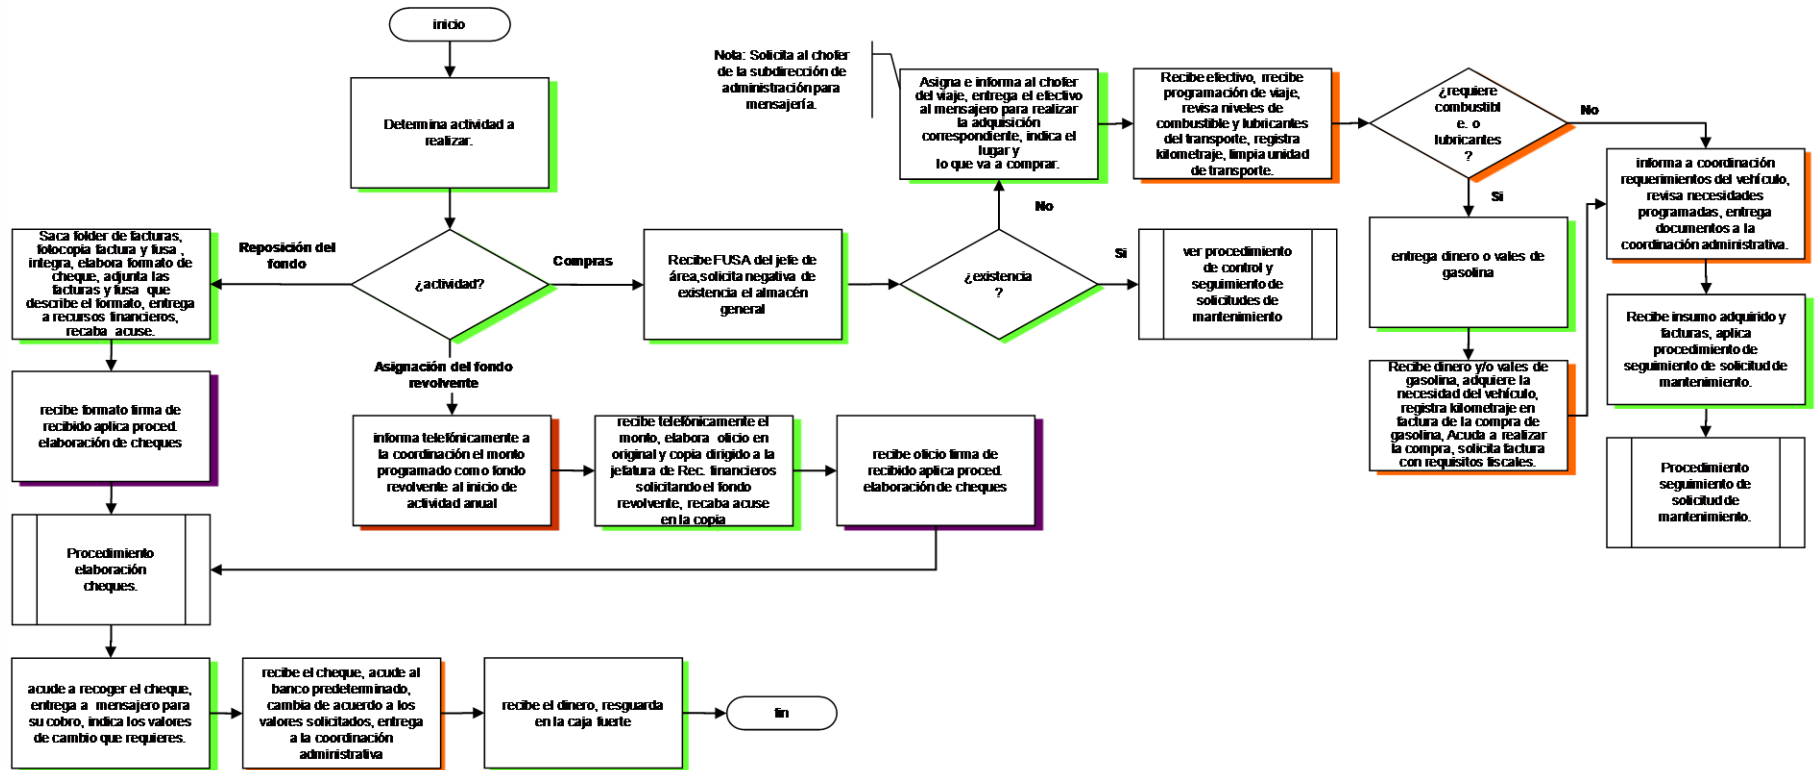 inicio
Determina actividad a
realizar.
¿actividad?
Reposición del
fondo
Compras
Asignación del fondo
revolvente
Saca folder de facturas,
fotocopia factura y fusa ,
integra, elabora formato de
cheque, adjunta las
facturas y fusa que
describe el formato, entrega
a recursos financieros,
recaba acuse.
recibe formato firma de
recibido aplica proced.
elaboración de cheques
Procedimiento
elaboración
cheques.
acude a recoger el cheque,
entrega a mensajero para
su cobro, indica los valores
de cambio que requieres.
recibe el cheque, acude al
banco predeterminado,
cambia de acuerdo a los
valores solicitados, entrega
a la coordinación
administrativa
recibe el dinero, resguarda
en la caja fuerte
fin
informa telefónicamente a
la coordinación el monto
programado como fondo
revolvente al inicio de
actividad anual
recibe telefónicamente el
monto, elabora oficio en
original y copia dirigido a la
jefatura de Rec. financieros
solicitando el fondo
revolvente, recaba acuse
en la copia
recibe oficio firma de
recibido aplica proced.
elaboración de cheques
Recibe FUSA del jefe de
área,solicita negativa de
existencia el almacén
general
¿existencia
?
No
Si
ver procedimiento
de control y
seguimiento de
solicitudes de
mantenimiento
Nota: Solicita al chofer
de la subdirección de
administración para
mensajería.
Asigna e informa al chofer
del viaje, entrega el efectivo
al mensajero para realizar
la adquisición
correspondiente, indica el
lugar y
lo que va a comprar.
Recibe efectivo, rrecibe
programación de viaje,
revisa niveles de
combustible y lubricantes
del transporte, registra
kilometraje, limpia unidad
de transporte.
¿requiere
combustibl
e. o
lubricantes
?
No
Si
entrega dinero o vales de
gasolina
Recibe dinero y/o vales de
gasolina, adquiere la
necesidad del vehículo,
registra kilometraje en
factura de la compra de
gasolina, Acuda a realizar
la compra, solicita factura
con requisitos fiscales.
informa a coordinación
requerimientos del vehículo,
revisa necesidades
programadas, entrega
documentos a la
coordinación administrativa.
Recibe insumo adquirido y
facturas, aplica
procedimiento de
seguimiento de solicitud de
mantenimiento.
Procedimiento
seguimiento de
solicitud de
mantenimiento.